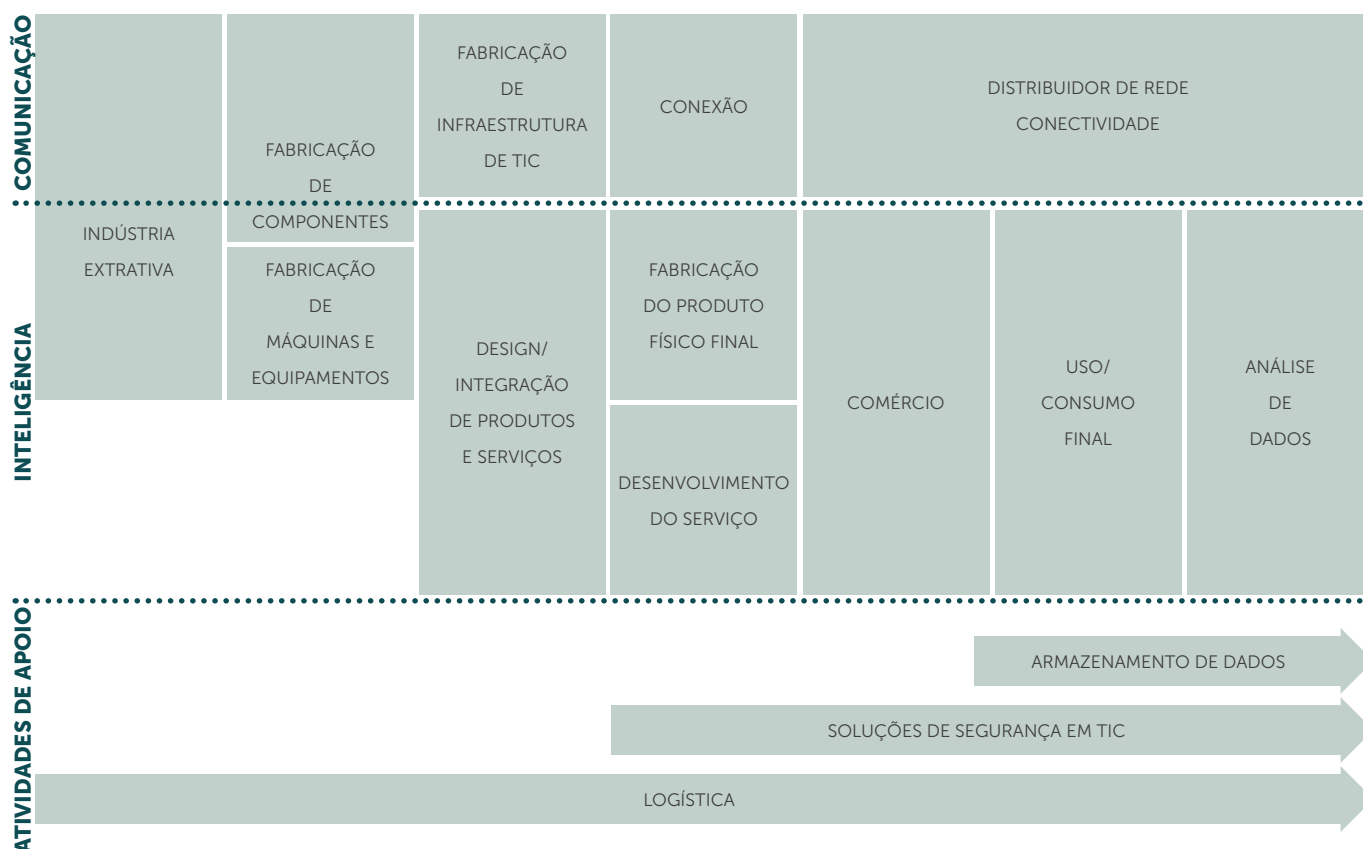 COMUNICAÇÃO
FABRICAÇÃO
DE
INFRAESTRUTURA
DE TIC
CONEXÃO
DISTRIBUIDOR DE REDE
CONECTIVIDADE
FABRICAÇÃO
DE
COMPONENTES
INDÚSTRIA
EXTRATIVA
INTELIGÊNCIA
FABRICAÇÃO
DE
MÁQUINAS E
EQUIPAMENTOS
DESIGN/
INTEGRAÇÃO
DE PRODUTOS
E SERVIÇOS
FABRICAÇÃO
DO PRODUTO
FÍSICO FINAL
DESENVOLVIMENTO
DO SERVIÇO
COMÉRCIO
USO/
CONSUMO
FINAL
ANÁLISE
DE
DADOS
ATIVIDADES DE APOIO
ARMAZENAMENTO DE DADOS
SOLUÇÕES DE SEGURANÇA EM TIC
LOGÍSTICA